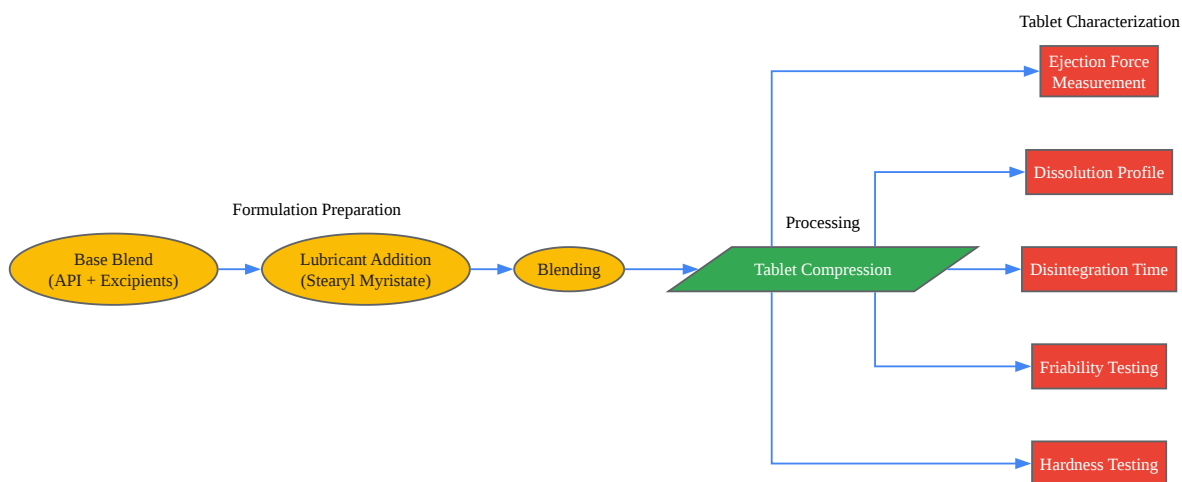 Tablet Characterization
Ejection Force
Measurement
Dissolution Profile
Formulation Preparation
Processing
Base Blend
(API + Excipients)
Lubricant Addition
(Stearyl Myristate)
Blending
Tablet Compression
Disintegration Time
Friability Testing
Hardness Testing